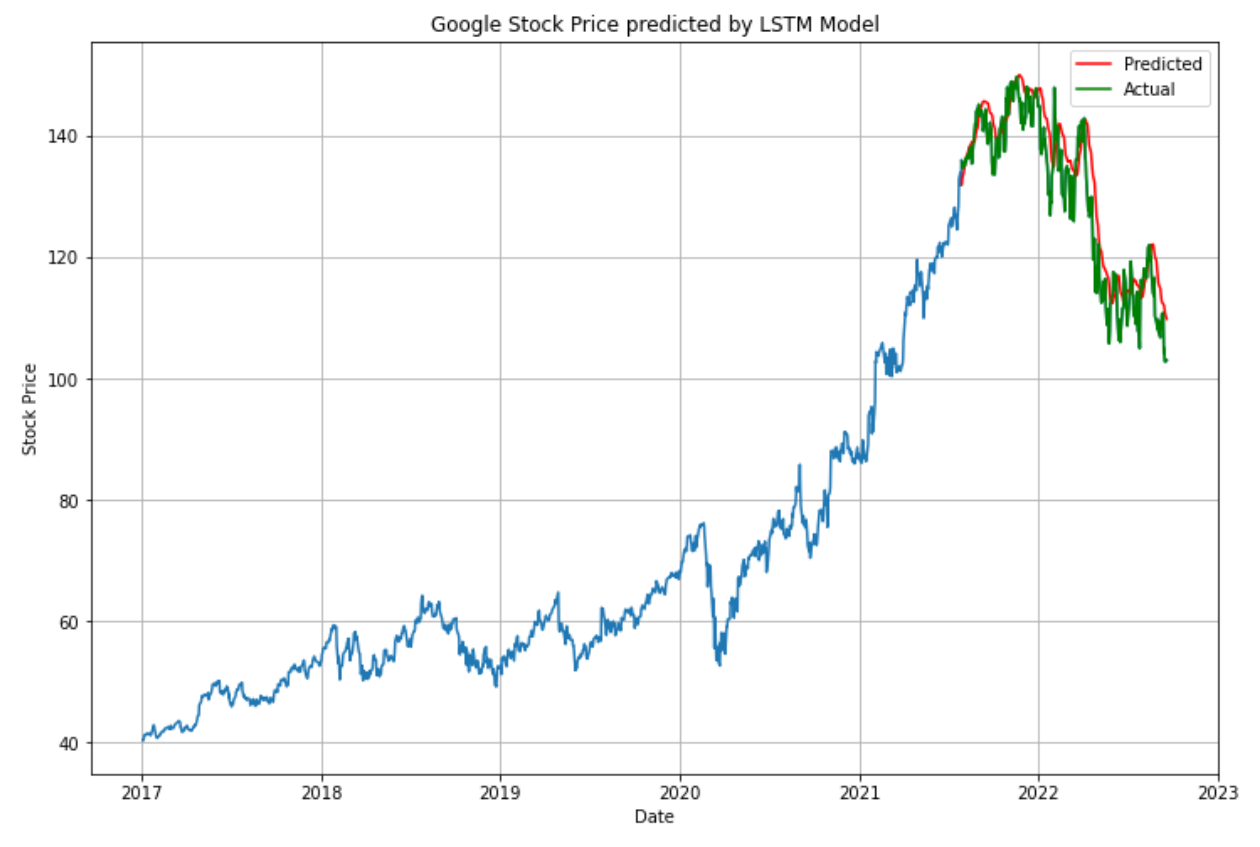 Google Stock Price predicted by LSTM Model
Predicted
Actual
Stock Price
140
120
100
80
60
40
2017 2018 2019 2020 2021 2022 2023
Date